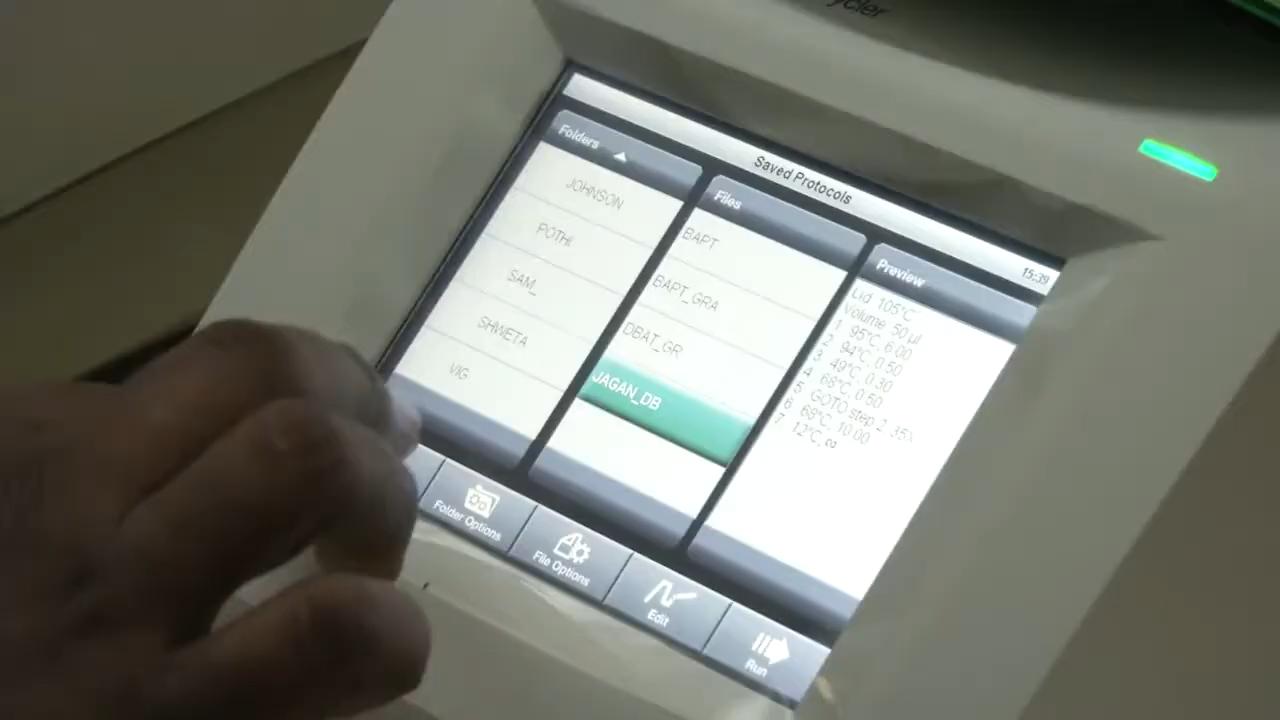 ycler
Saved Protocols
15:39
Folders
JOHNSON
POTHI
SAM_
SHWETA
VIG
Files
BAPT
BAPT_GRA
DBAT_GR
JAGAN_DB
Preview
Lid 105°C
Volume 50 µl
1 95°C, 6:00
2 94°C, 0:50
3 49°C, 0:30
4 68°C, 0:50
5 GOTO step 2, 35X
6 68°C, 10:00
7 12°C, ∞
Folder Options
File Options
Edit
Run